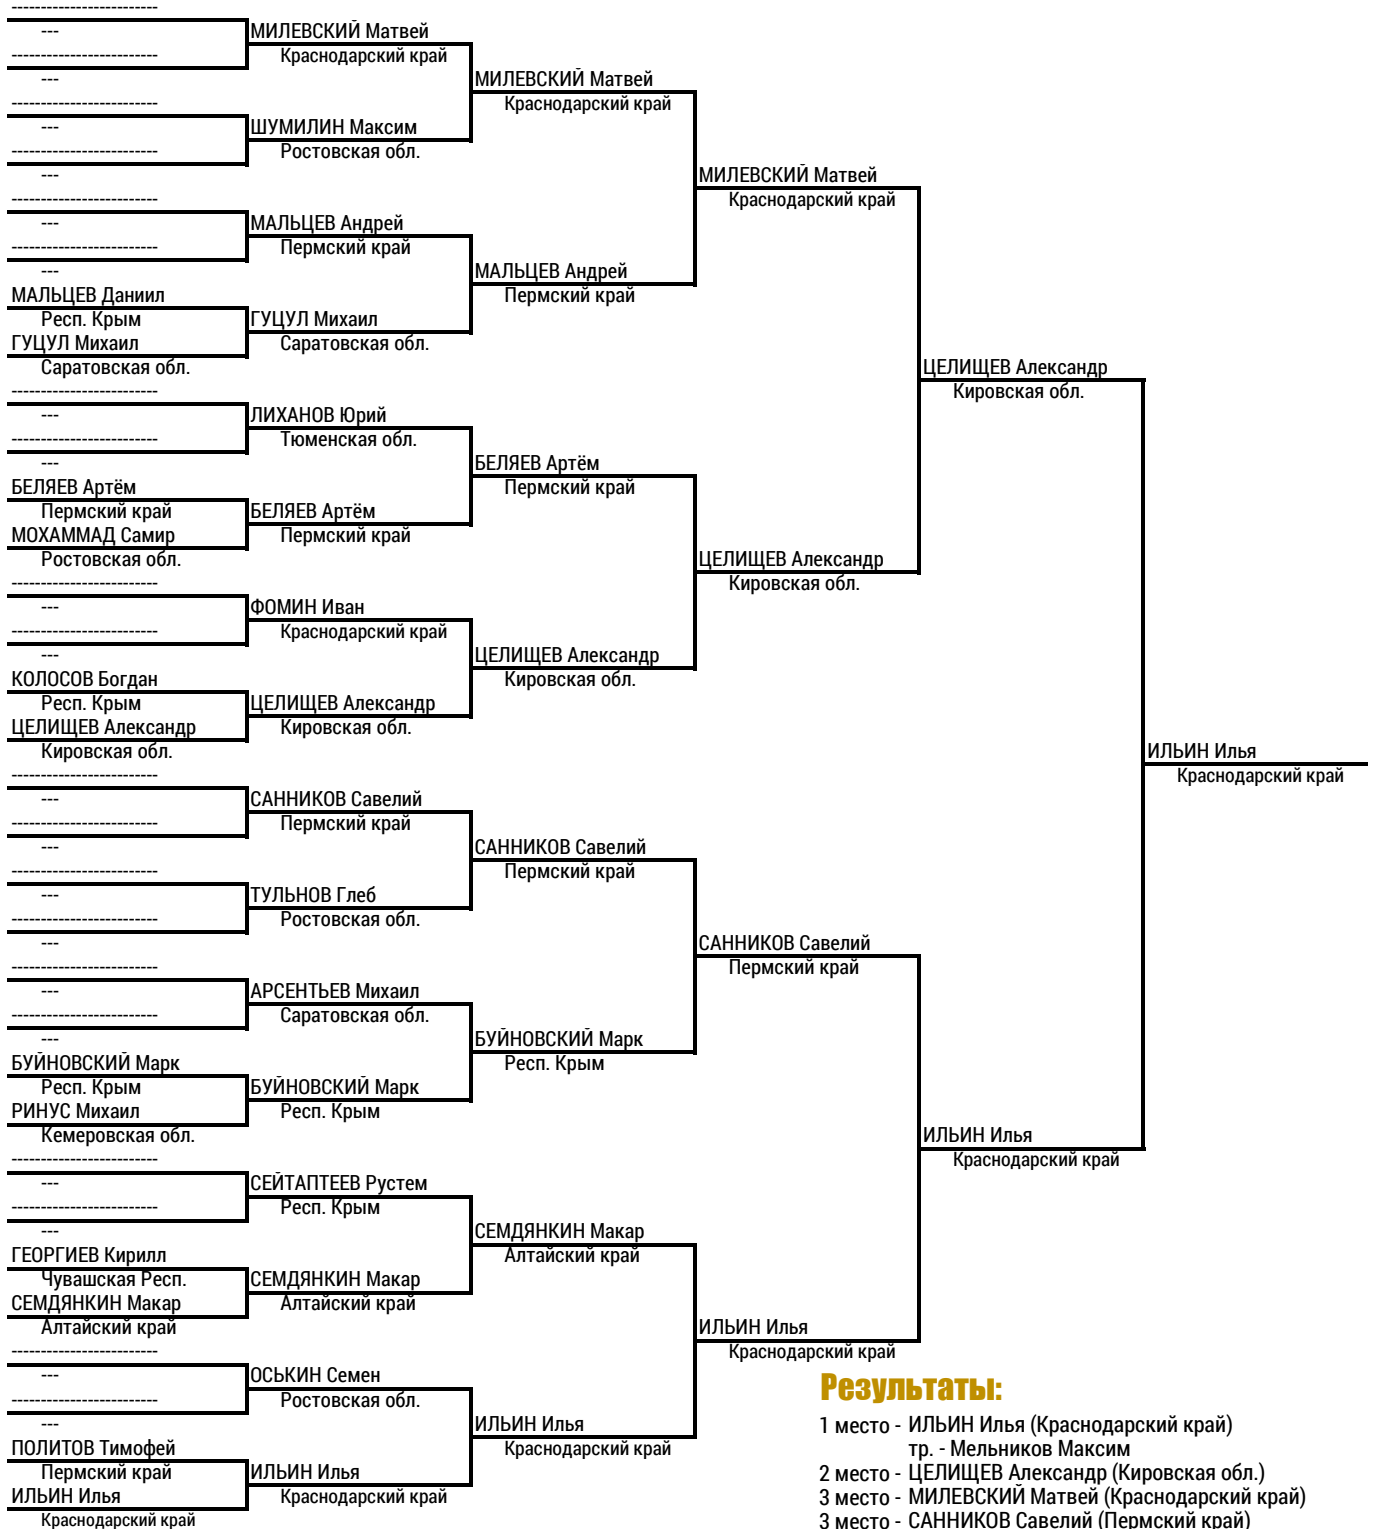 --------------------------
---
--------------------------
---
--------------------------
---
--------------------------
---
--------------------------
---
--------------------------
---
МАЛЬЦЕВ Даниил
Респ. Крым
ГУЦУЛ Михаил
Саратовская обл.
--------------------------
---
--------------------------
---
БЕЛЯЕВ Артём
Пермский край
МОХАММАД Самир
Ростовская обл.
--------------------------
---
--------------------------
---
КОЛОСОВ Богдан
Респ. Крым
ЦЕЛИЩЕВ Александр
Кировская обл.
--------------------------
---
--------------------------
---
--------------------------
---
--------------------------
---
--------------------------
---
--------------------------
---
БУЙНОВСКИЙ Марк
Респ. Крым
РИНУС Михаил
Кемеровская обл.
--------------------------
---
--------------------------
---
ГЕОРГИЕВ Кирилл
Чувашская Респ.
СЕМДЯНКИН Макар
Алтайский край
--------------------------
---
--------------------------
---
ПОЛИТОВ Тимофей
Пермский край
ИЛЬИН Илья
Краснодарский край
МИЛЕВСКИЙ Матвей
Краснодарский край
ШУМИЛИН Максим
Ростовская обл.
МАЛЬЦЕВ Андрей
Пермский край
ГУЦУЛ Михаил
Саратовская обл.
ЛИХАНОВ Юрий
Тюменская обл.
БЕЛЯЕВ Артём
Пермский край
ФОМИН Иван
Краснодарский край
ЦЕЛИЩЕВ Александр
Кировская обл.
САННИКОВ Савелий
Пермский край
ТУЛЬНОВ Глеб
Ростовская обл.
АРСЕНТЬЕВ Михаил
Саратовская обл.
БУЙНОВСКИЙ Марк
Респ. Крым
СЕЙТАПТЕЕВ Рустем
Респ. Крым
СЕМДЯНКИН Макар
Алтайский край
ОСЬКИН Семен
Ростовская обл.
ИЛЬИН Илья
Краснодарский край
МИЛЕВСКИЙ Матвей
Краснодарский край
МАЛЬЦЕВ Андрей
Пермский край
БЕЛЯЕВ Артём
Пермский край
ЦЕЛИЩЕВ Александр
Кировская обл.
САННИКОВ Савелий
Пермский край
БУЙНОВСКИЙ Марк
Респ. Крым
СЕМДЯНКИН Макар
Алтайский край
ИЛЬИН Илья
Краснодарский край
МИЛЕВСКИЙ Матвей
Краснодарский край
ЦЕЛИЩЕВ Александр
Кировская обл.
САННИКОВ Савелий
Пермский край
ИЛЬИН Илья
Краснодарский край
ЦЕЛИЩЕВ Александр
Кировская обл.
ИЛЬИН Илья
Краснодарский край
ИЛЬИН Илья
Краснодарский край
Результаты:
1 место - ИЛЬИН Илья (Краснодарский край)
тр. - Мельников Максим
2 место - ЦЕЛИЩЕВ Александр (Кировская обл.)
3 место - МИЛЕВСКИЙ Матвей (Краснодарский край)
3 место - САННИКОВ Савелий (Пермский край)